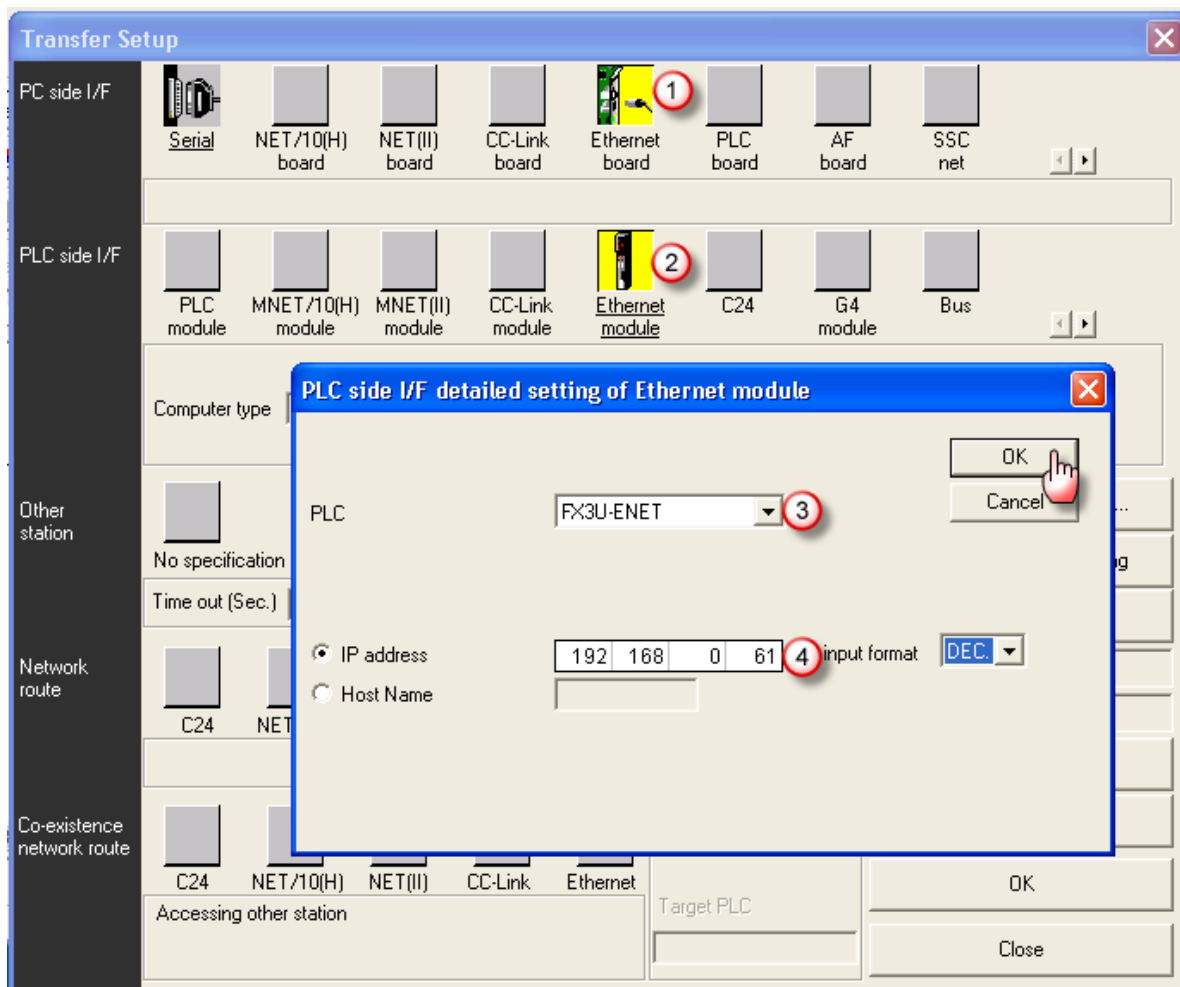 Transfer Setup
PC side I/F
Serial
NET/10(H) board
NET(II) board
CC-Link board
Ethernet board
PLC board
AF board
SSC net
1
PLC side I/F
PLC module
MNET/10(H) module
MNET(II) module
CC-Link module
Ethernet module
C24
G4 module
Bus
2
Computer type
PLC side I/F detailed setting of Ethernet module
PLC
FX3U-ENET
3
OK
Cancel
IP address
192 168 0 61
4
input format
DEC.
Host Name
Other station
No specification
...
Time out (Sec.)
Network route
C24
NET
Co-existence network route
C24
NET/10(H)
NET(II)
CC-Link
Ethernet
Accessing other station
Target PLC
OK
Close